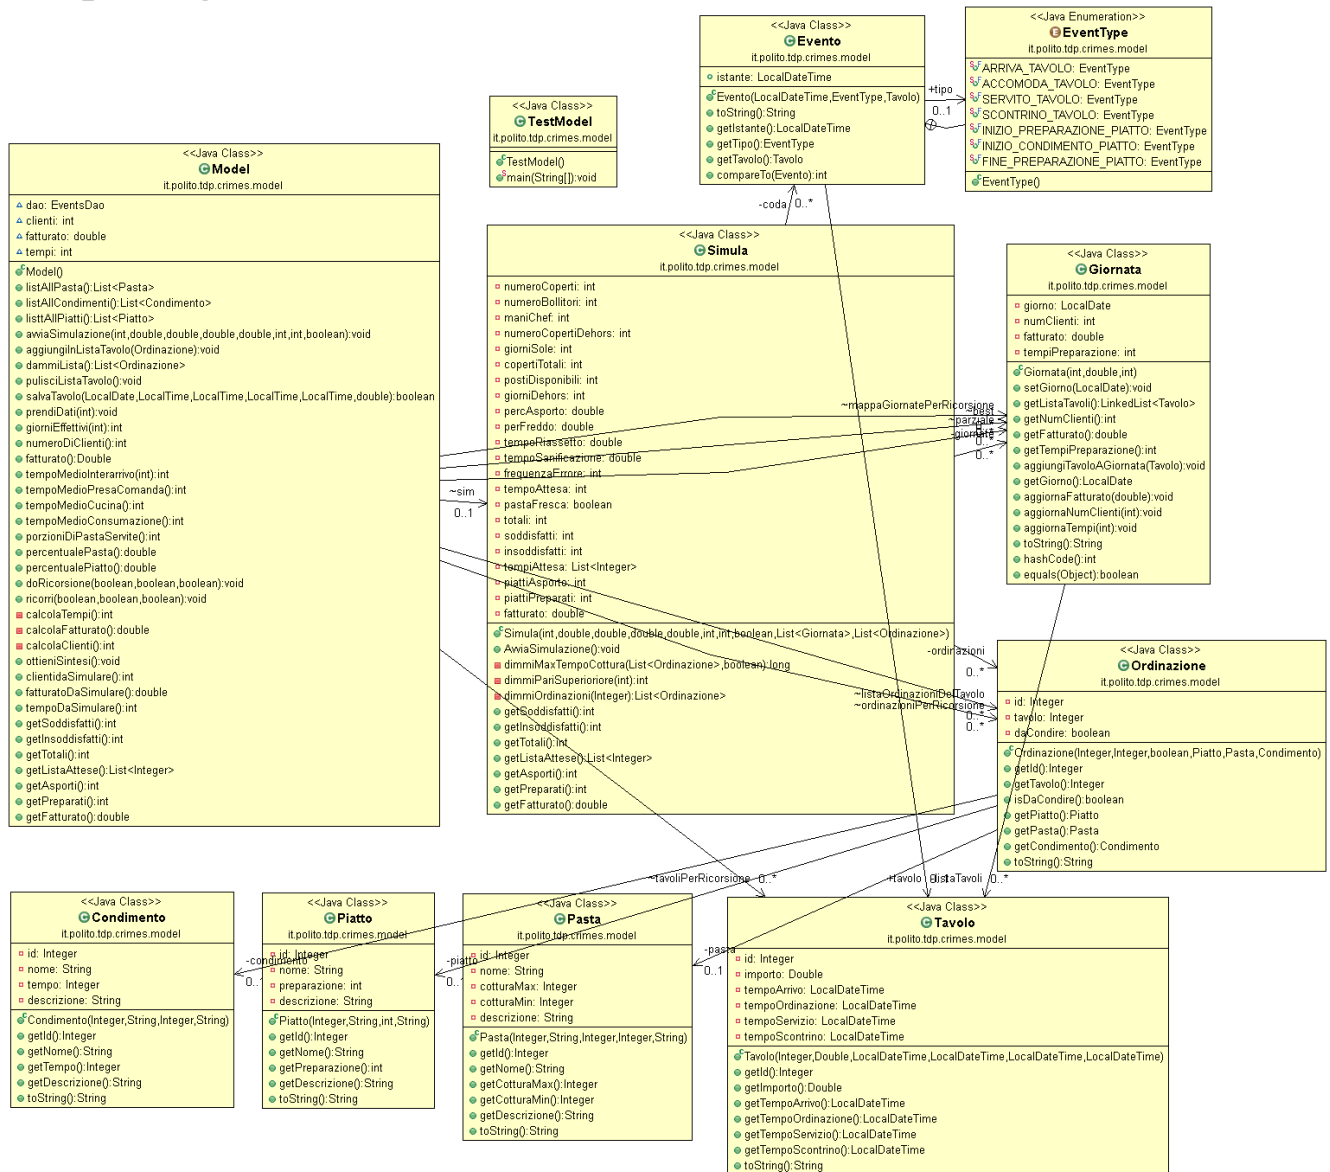 <<Java Class>>
Evento
it.polito.tdp.crimes.model
istante: LocalDateTime
Evento(LocalDateTime,EventType,Tavolo)
toString():String
getIstante():LocalDateTime
getTipo():EventType
getTavolo():Tavolo
compareTo(Evento):int
+tipo
0..1
<<Java Enumeration>>
EventType
it.polito.tdp.crimes.model
ARRIVA_TAVOLO: EventType
ACCOMODA_TAVOLO: EventType
SERVITO_TAVOLO: EventType
SCONTRINO_TAVOLO: EventType
INIZIO_PREPARAZIONE_PIATTO: EventType
INIZIO_CONDIMENTO_PIATTO: EventType
FINE_PREPARAZIONE_PIATTO: EventType
EventType()
<<Java Class>>
TestModel
it.polito.tdp.crimes.model
TestModel()
main(String[]):void
<<Java Class>>
Model
it.polito.tdp.crimes.model
dao: EventsDao
clienti: int
fatturato: double
tempi: int
Model()
listAllPasta():List<Pasta>
listAllCondimenti():List<Condimento>
listtAllPiatti():List<Piatto>
avviaSimulazione(int,double,double,double,double,int,int,boolean):void
aggiungiInListaTavolo(Ordinazione):void
dammiLista():List<Ordinazione>
pulisciListaTavolo():void
salvaTavolo(LocalDate,LocalTime,LocalTime,LocalTime,LocalTime,double):boolean
prendiDati(int):void
giorniEffettivi(int):int
numeroDiClienti():int
fatturato():Double
tempoMedioInterarrivo(int):int
tempoMedioPresaComanda():int
tempoMedioCucina():int
tempoMedioConsumazione():int
porzioniDiPastaServite():int
percentualePasta():double
percentualePiatto():double
doRicorsione(boolean,boolean,boolean):void
ricorri(boolean,boolean,boolean):void
calcolaTempi():int
calcolaFatturato():double
calcolaClienti():int
ottieniSintesi():void
clientidaSimulare():int
fatturatoDaSimulare():double
tempoDaSimulare():int
getSoddisfatti():int
getInsoddisfatti():int
getTotali():int
getListaAttese():List<Integer>
getAsporti():int
getPreparati():int
getFatturato():double
~sim
0..1
-coda
0..*
<<Java Class>>
Simula
it.polito.tdp.crimes.model
numeroCoperti: int
numeroBollitori: int
maniChef: int
numeroCopertiDehors: int
giorniSole: int
copertiTotali: int
postiDisponibili: int
giorniDehors: int
percAsporto: double
perFreddo: double
tempoRiassetto: double
tempoSanificazione: double
frequenzaErrore: int
tempoAttesa: int
pastaFresca: boolean
totali: int
soddisfatti: int
insoddisfatti: int
tempiAttesa: List<Integer>
piattiAsporto: int
piattiPreparati: int
fatturato: double
Simula(int,double,double,double,double,int,int,boolean,List<Giornata>,List<Ordinazione>)
AvviaSimulazione():void
dimmiMaxTempoCottura(List<Ordinazione>,boolean):long
dimmiPariSuperioriore(int):int
dimmiOrdinazioni(Integer):List<Ordinazione>
getSoddisfatti():int
getInsoddisfatti():int
getTotali():int
getListaAttese():List<Integer>
getAsporti():int
getPreparati():int
getFatturato():double
~mappaGiornatePerRicorsione
~best
~parziale
-giornate
0..*
<<Java Class>>
Giornata
it.polito.tdp.crimes.model
giorno: LocalDate
numClienti: int
fatturato: double
tempiPreparazione: int
Giornata(int,double,int)
setGiorno(LocalDate):void
getListaTavoli():LinkedList<Tavolo>
getNumClienti():int
getFatturato():double
getTempiPreparazione():int
aggiungiTavoloAGiornata(Tavolo):void
getGiorno():LocalDate
aggiornaFatturato(double):void
aggiornaNumClienti(int):void
aggiornaTempi(int):void
toString():String
hashCode():int
equals(Object):boolean
-ordinazioni
0..*
~listaOrdinazioniDelTavolo
~ordinazioniPerRicorsione
0..*
0..*
<<Java Class>>
Ordinazione
it.polito.tdp.crimes.model
id: Integer
tavolo: Integer
daCondire: boolean
Ordinazione(Integer,Integer,boolean,Piatto,Pasta,Condimento)
getId():Integer
getTavolo():Integer
isDaCondire():boolean
getPiatto():Piatto
getPasta():Pasta
getCondimento():Condimento
toString():String
~tavoliPerRicorsione
0..*
+tavolo
-listaTavoli
0..*
<<Java Class>>
Condimento
it.polito.tdp.crimes.model
id: Integer
nome: String
tempo: Integer
descrizione: String
Condimento(Integer,String,Integer,String)
getId():Integer
getNome():String
getTempo():Integer
getDescrizione():String
toString():String
-condimento
0..1
<<Java Class>>
Piatto
it.polito.tdp.crimes.model
id: Integer
nome: String
preparazione: int
descrizione: String
Piatto(Integer,String,int,String)
getId():Integer
getNome():String
getPreparazione():int
getDescrizione():String
toString():String
-piatto
0..1
<<Java Class>>
Pasta
it.polito.tdp.crimes.model
id: Integer
nome: String
cotturaMax: Integer
cotturaMin: Integer
descrizione: String
Pasta(Integer,String,Integer,Integer,String)
getId():Integer
getNome():String
getCotturaMax():Integer
getCotturaMin():Integer
getDescrizione():String
toString():String
-pasta
0..1
<<Java Class>>
Tavolo
it.polito.tdp.crimes.model
id: Integer
importo: Double
tempoArrivo: LocalDateTime
tempoOrdinazione: LocalDateTime
tempoServizio: LocalDateTime
tempoScontrino: LocalDateTime
Tavolo(Integer,Double,LocalDateTime,LocalDateTime,LocalDateTime,LocalDateTime)
getId():Integer
getImporto():Double
getTempoArrivo():LocalDateTime
getTempoOrdinazione():LocalDateTime
getTempoServizio():LocalDateTime
getTempoScontrino():LocalDateTime
toString():String